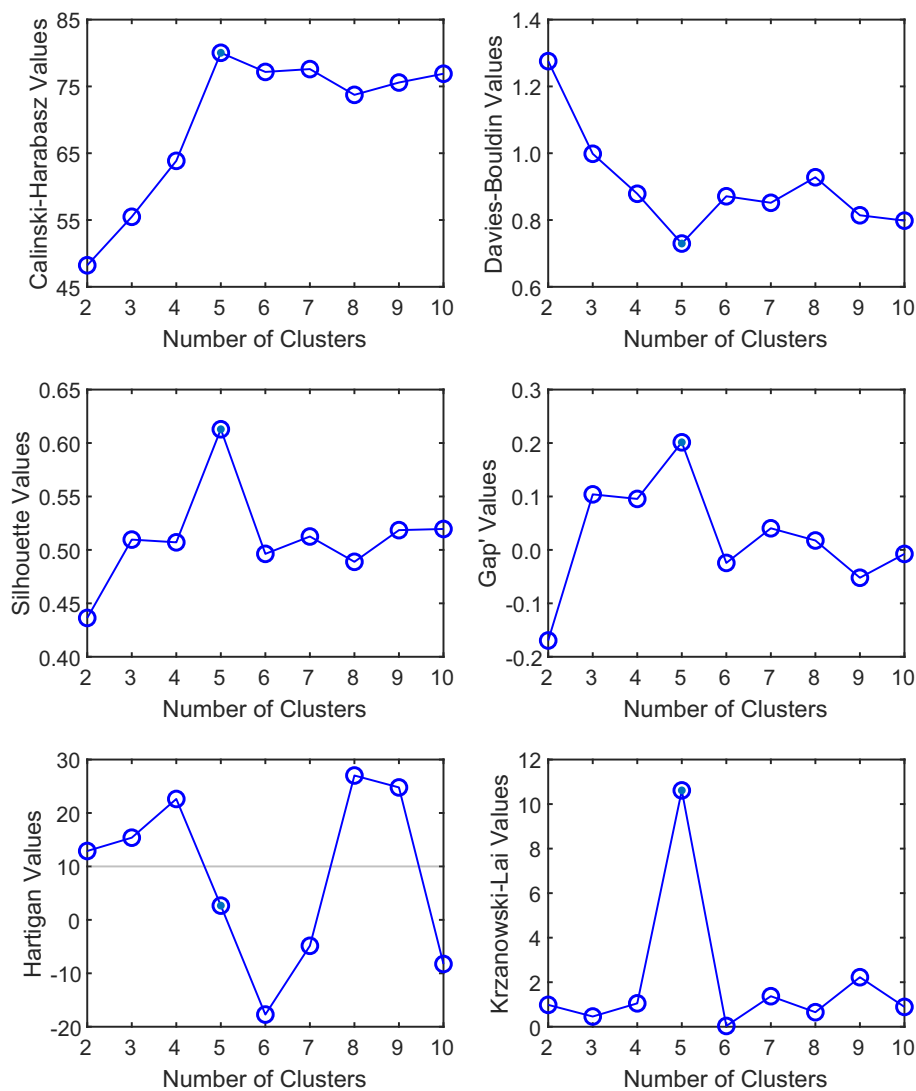 Calinski-Harabasz Values
85
75
65
55
45
2 3 4 5 6 7 8 9 10
Number of Clusters
Davies-Bouldin Values
1.4
1.2
1.0
0.8
0.6
2 3 4 5 6 7 8 9 10
Number of Clusters
Silhouette Values
0.65
0.60
0.55
0.50
0.45
0.40
2 3 4 5 6 7 8 9 10
Number of Clusters
Gap' Values
0.3
0.2
0.1
0.0
-0.1
-0.2
2 3 4 5 6 7 8 9 10
Number of Clusters
Hartigan Values
30
20
10
0
-10
-20
2 3 4 5 6 7 8 9 10
Number of Clusters
Krzanowski-Lai Values
12
10
8
6
4
2
0
2 3 4 5 6 7 8 9 10
Number of Clusters